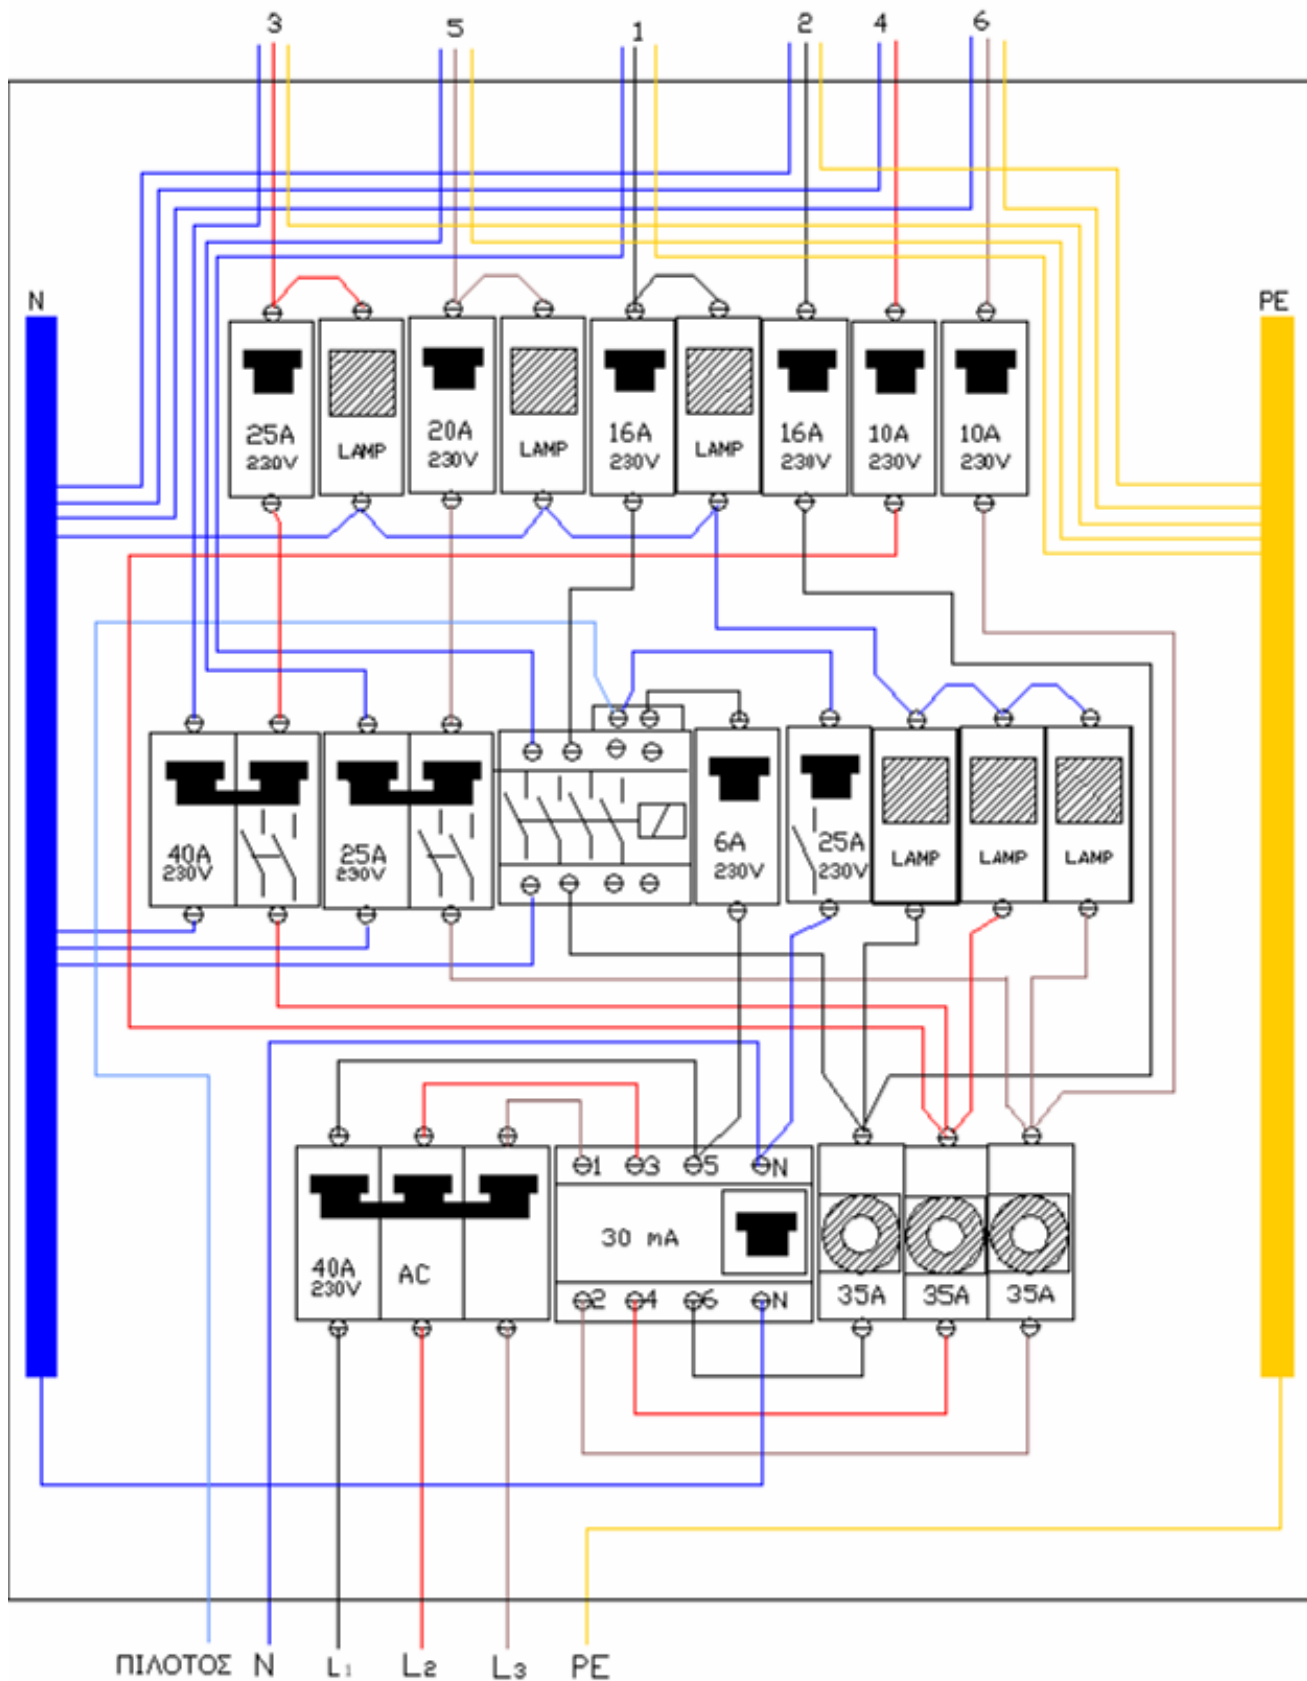 3 5 1 2 4 6
N PE
25A LAMP 20A LAMP 16A LAMP 16A 10A 10A
230V 230V 230V 230V 230V 230V
40A 25A 6A 25A LAMP LAMP LAMP
230V 230V 230V 230V
1 3 5 N
40A AC 30 mA
230V
2 4 6 N
35A 35A 35A
ΠΙΛΟΤΟΣ N L1 L2 L3 PE